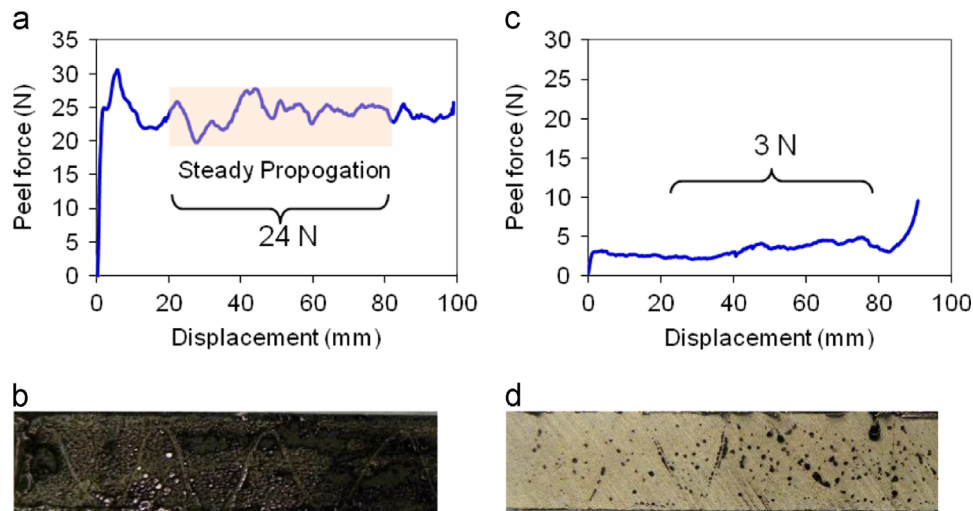 a
35
30
25
20
15
10
5
0
Peel force (N)
Steady Propogation
24 N
0 20 40 60 80 100
Displacement (mm)
c
30
25
20
15
10
5
0
Peel force (N)
3 N
0 20 40 60 80 100
Displacement (mm)
b
d